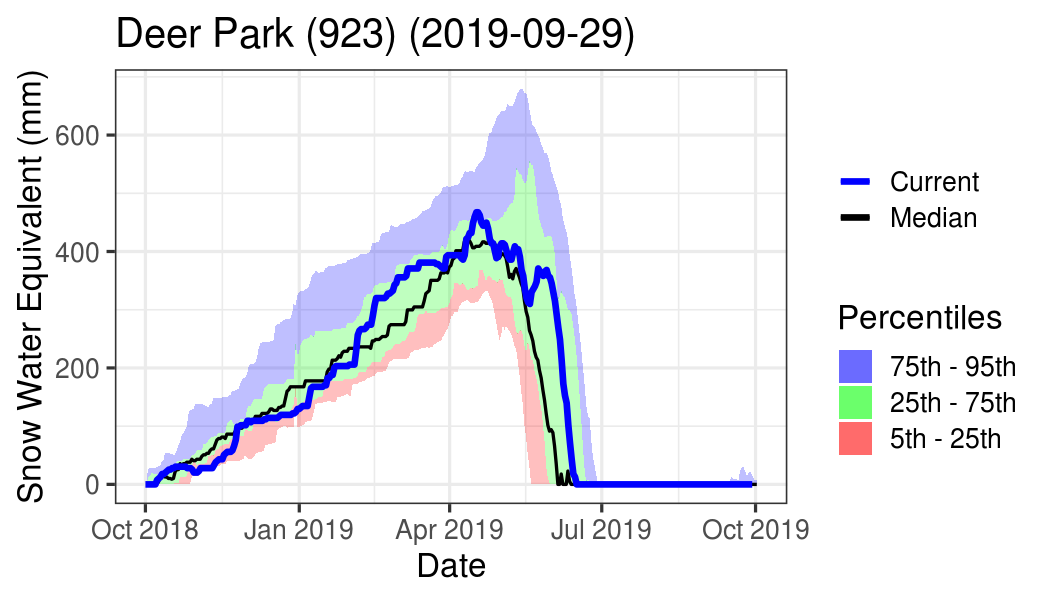 Deer Park (923) (2019-09-29)
Snow Water Equivalent (mm)
600
400
200
0
Oct 2018
Jan 2019
Apr 2019
Jul 2019
Oct 2019
Date
Current
Median
Percentiles
75th - 95th
25th - 75th
5th - 25th